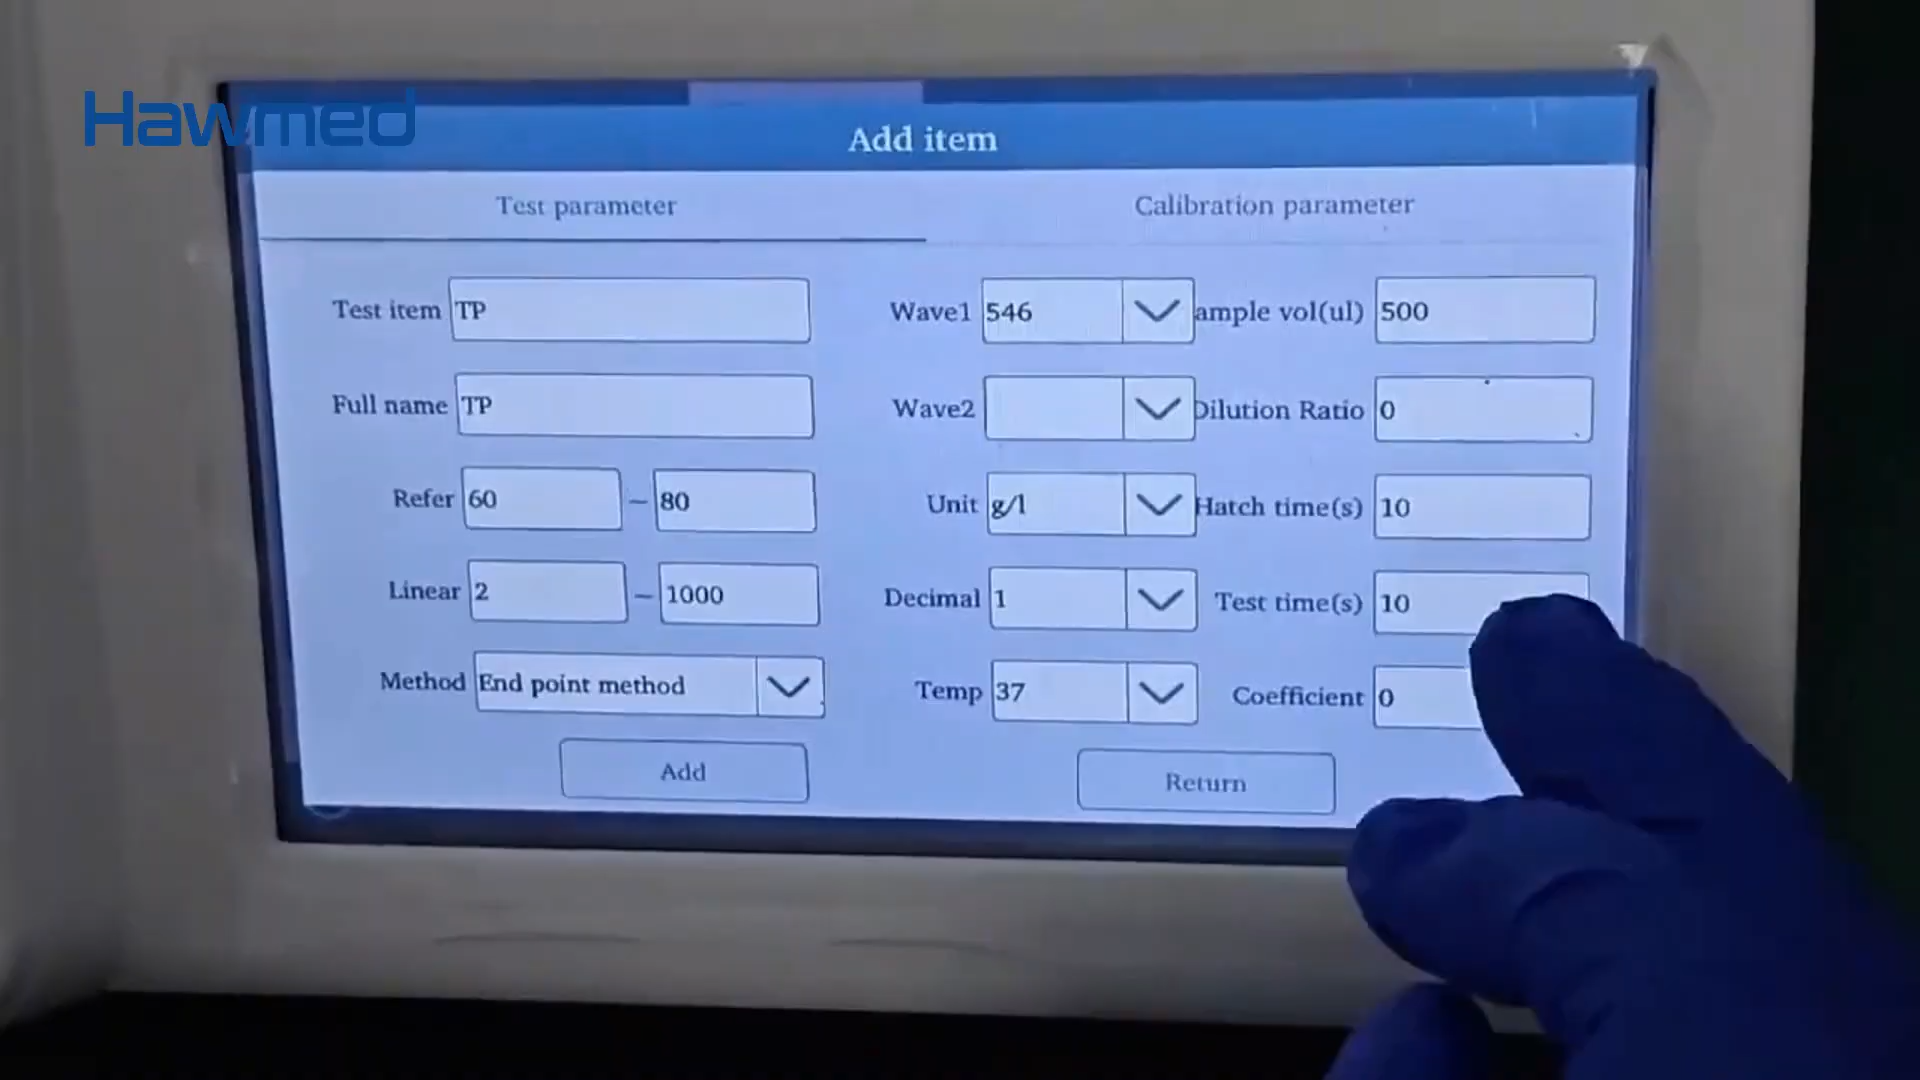 Hawmed
Add item
Test parameter
Calibration parameter
Test item TP
Wave1 546
ample vol(ul) 500
Full name TP
Wave2
Dilution Ratio 0
Refer 60 – 80
Unit g/l
Hatch time(s) 10
Linear 2 – 1000
Decimal 1
Test time(s) 10
Method End point method
Temp 37
Coefficient 0
Add
Return